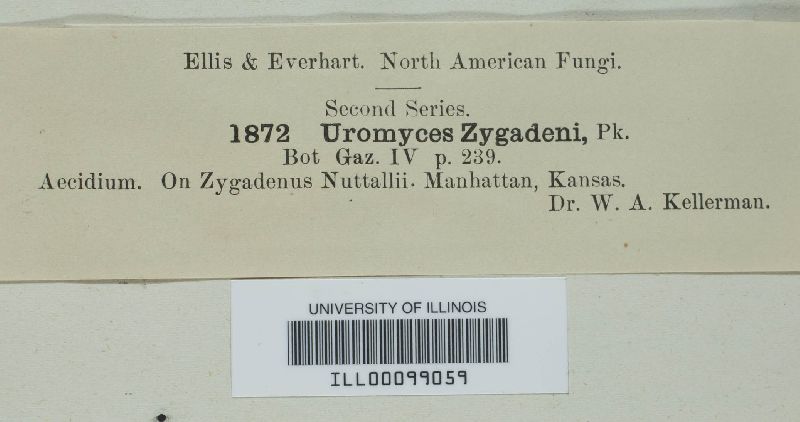 Ellis & Everhart. North American Fungi.
Second Series.
1872 Uromyces Zygadeni, Pk.
Bot Gaz. IV p. 239.
Aecidium. On Zygadenus Nuttallii. Manhattan, Kansas.
Dr. W. A. Kellerman.
UNIVERSITY OF ILLINOIS
ILL00099059